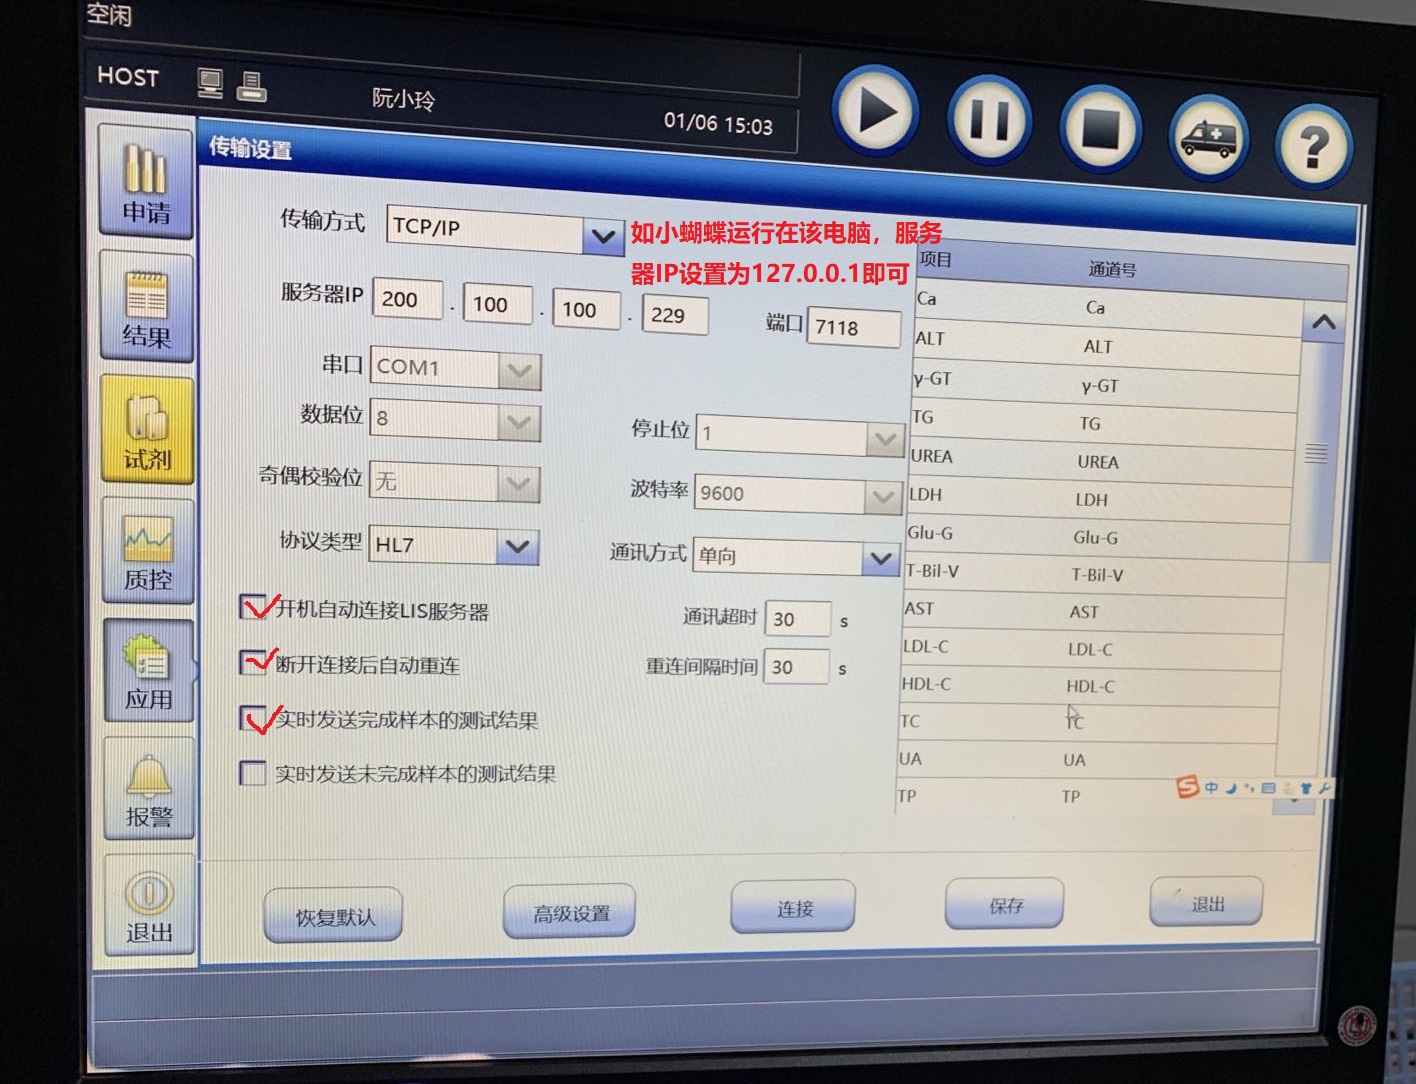 空闲
HOST
阮小玲
01/06 15:03
申请
结果
试剂
质控
应用
报警
退出
传输设置
传输方式 TCP/IP
如小蝴蝶运行在该电脑，服务
器IP设置为127.0.0.1即可
服务器IP 200 . 100 . 100 . 229 端口 7118
串口 COM1
数据位 8 停止位 1
奇偶校验位 无 波特率 9600
协议类型 HL7 通讯方式 单向
开机自动连接LIS服务器 通讯超时 30 s
断开连接后自动重连 重连间隔时间 30 s
实时发送完成样本的测试结果
实时发送未完成样本的测试结果
项目 通道号
Ca Ca
ALT ALT
γ-GT γ-GT
TG TG
UREA UREA
LDH LDH
Glu-G Glu-G
T-Bil-V T-Bil-V
AST AST
LDL-C LDL-C
HDL-C HDL-C
TC TC
UA UA
TP TP
S 中
恢复默认 高级设置 连接 保存 退出